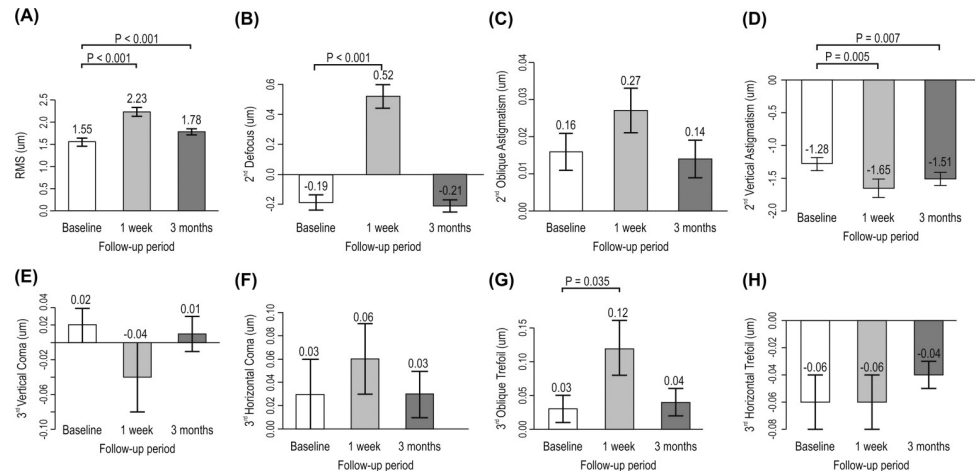 (A)
P < 0.001
P < 0.001
RMS (um)
2.5
2.0
1.5
1.0
0.5
0.0
1.55
2.23
1.78
Baseline 1 week 3 months
Follow-up period
(B)
P < 0.001
2nd Defocus (um)
0.6
0.4
0.2
-0.2
-0.19
0.52
-0.21
Baseline 1 week 3 months
Follow-up period
(C)
2nd Oblique Astigmatism (um)
0.04
0.03
0.02
0.01
0.00
0.16
0.27
0.14
Baseline 1 week 3 months
Follow-up period
(D)
P = 0.007
P = 0.005
2nd Vertical Astigmatism (um)
0.0
-0.5
-1.0
-1.5
-2.0
-1.28
-1.65
-1.51
Baseline 1 week 3 months
Follow-up period
(E)
3rd Vertical Coma (um)
0.04
0.02
-0.02
-0.06
-0.10
0.02
-0.04
0.01
Baseline 1 week 3 months
Follow-up period
(F)
3rd Horizontal Coma (um)
0.10
0.08
0.06
0.04
0.02
0.00
0.03
0.06
0.03
Baseline 1 week 3 months
Follow-up period
(G)
P = 0.035
3rd Oblique Trefoil (um)
0.15
0.10
0.05
0.00
0.03
0.12
0.04
Baseline 1 week 3 months
Follow-up period
(H)
3rd Horizontal Trefoil (um)
0.00
-0.02
-0.04
-0.06
-0.08
-0.06
-0.06
-0.04
Baseline 1 week 3 months
Follow-up period